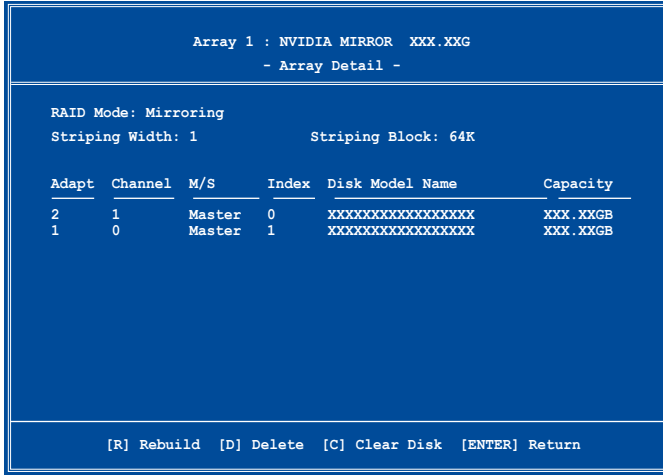 Array 1 : NVIDIA MIRROR XXX.XXG
- Array Detail -
RAID Mode: Mirroring
Striping Width: 1 Striping Block: 64K
Adapt Channel M/S Index Disk Model Name Capacity
2 1 Master 0 XXXXXXXXXXXXXXXXX XXX.XXGB
1 0 Master 1 XXXXXXXXXXXXXXXXX XXX.XXGB
[R] Rebuild [D] Delete [C] Clear Disk [ENTER] Return